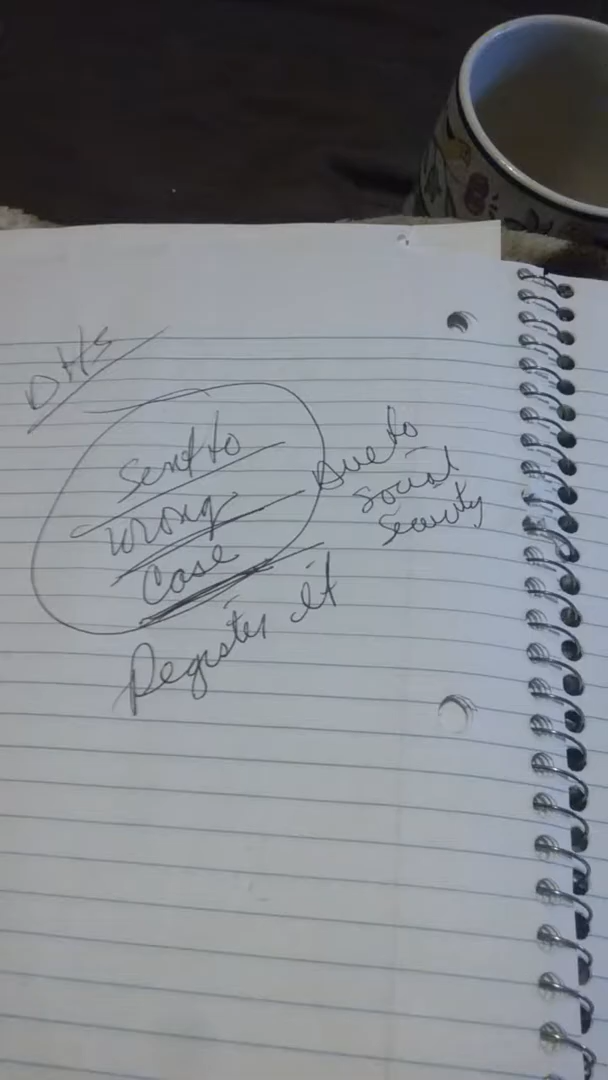 DHS
Sent to
wrong
Case
Due to
Social
Security
Register it